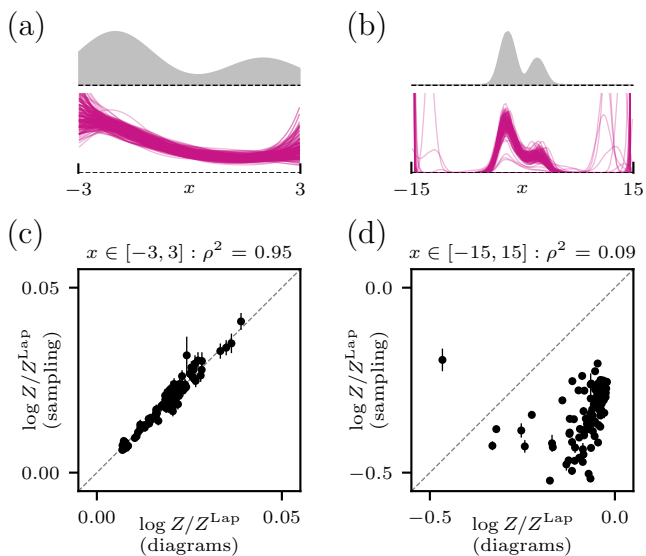 (a)
−3
x
3
(b)
−15
x
15
(c)
x ∈ [−3, 3] : ρ² = 0.95
0.05
0.00
log Z/Z^Lap
(sampling)
0.00
0.05
log Z/Z^Lap
(diagrams)
(d)
x ∈ [−15, 15] : ρ² = 0.09
0.0
−0.5
log Z/Z^Lap
(sampling)
−0.5
0.0
log Z/Z^Lap
(diagrams)